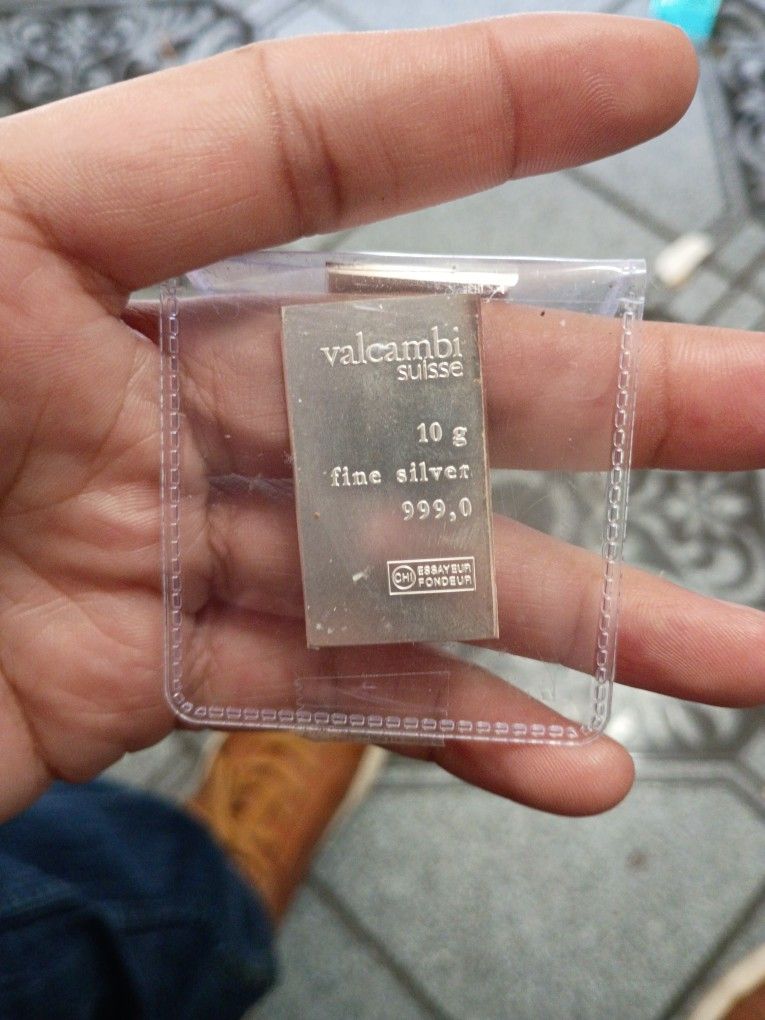 valcambi
suisse
10 g
fine silver
999,0
CHI ESSAYEUR
FONDEUR